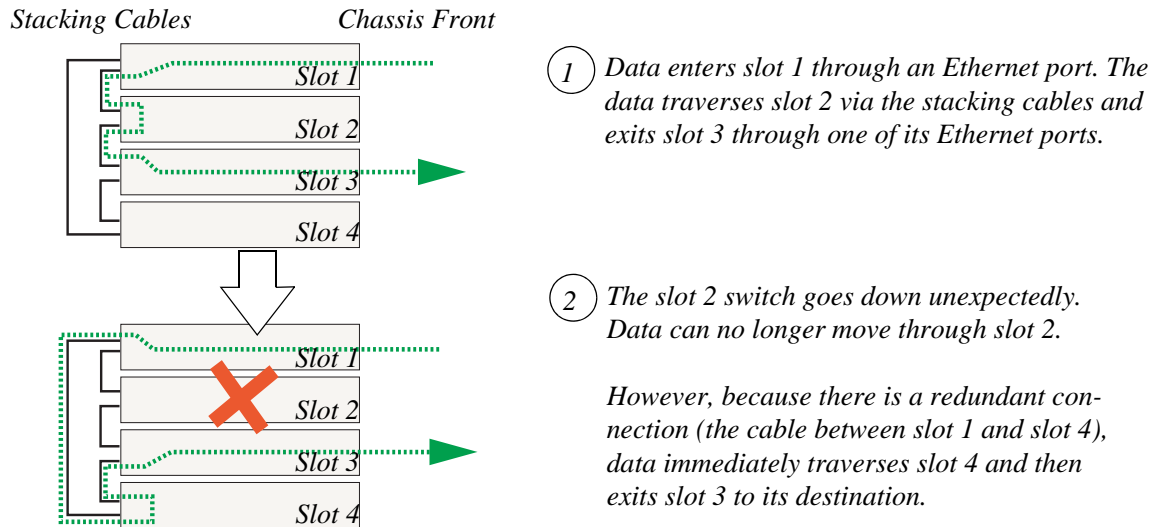 Stacking Cables
Chassis Front
Slot 1
Slot 2
Slot 3
Slot 4
1
Data enters slot 1 through an Ethernet port. The
data traverses slot 2 via the stacking cables and
exits slot 3 through one of its Ethernet ports.
Slot 1
Slot 2
Slot 3
Slot 4
2
The slot 2 switch goes down unexpectedly.
Data can no longer move through slot 2.
However, because there is a redundant con-
nection (the cable between slot 1 and slot 4),
data immediately traverses slot 4 and then
exits slot 3 to its destination.